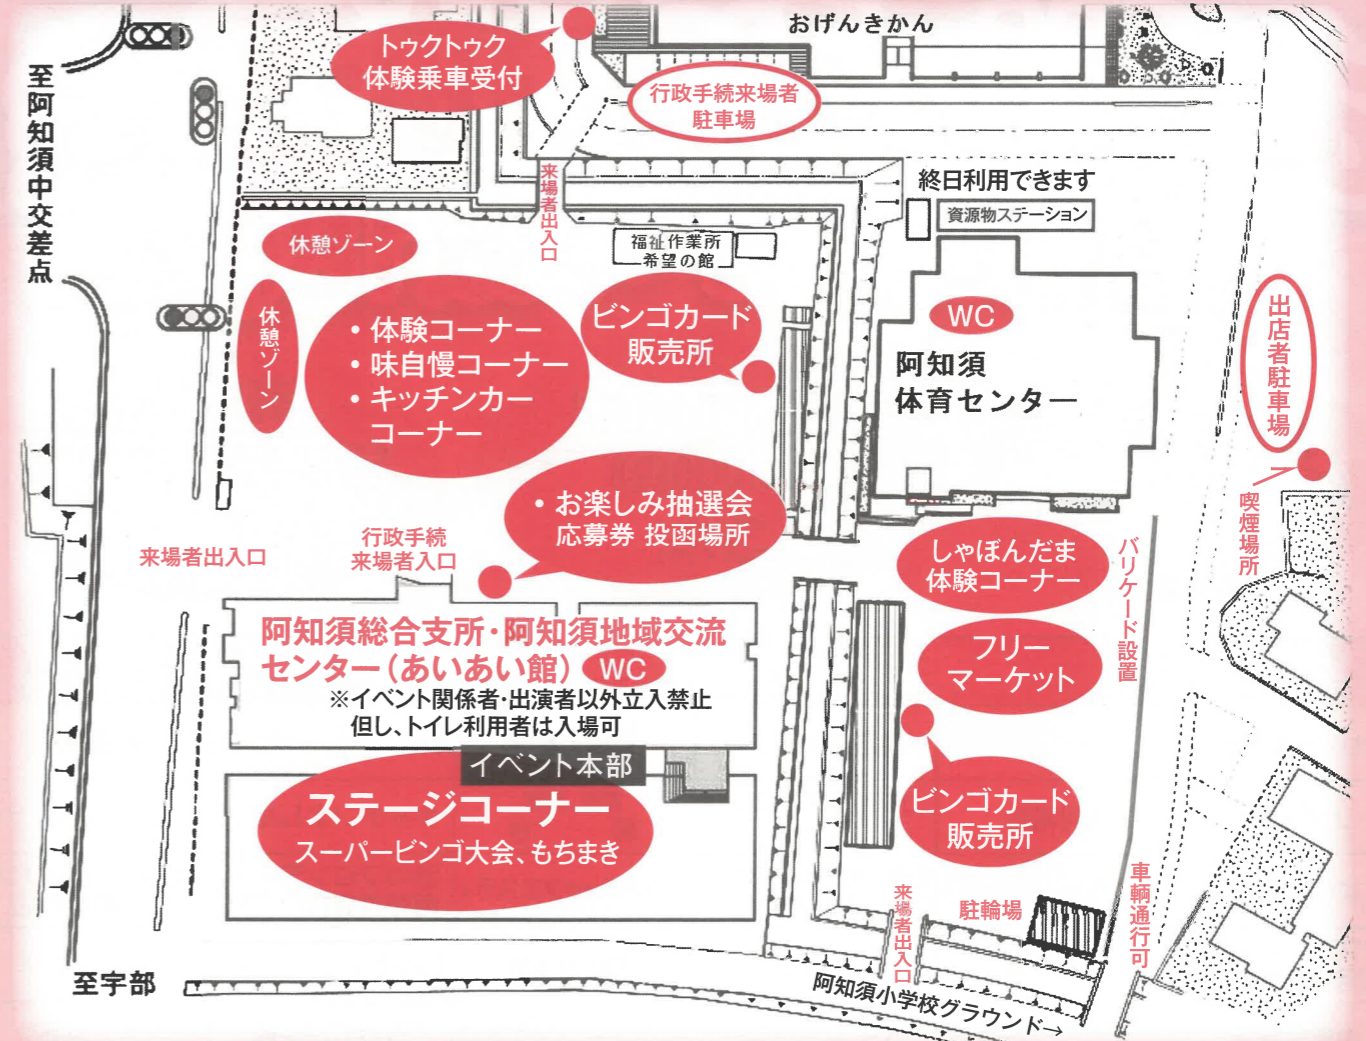 おげんきかん
トゥクトゥク
体験乗車受付
行政手続来場者
駐車場
至阿知須中交差点
来場者出入口
終日利用できます
資源物ステーション
休憩ゾーン
福祉作業所
希望の館
休憩ゾーン
・体験コーナー
・味自慢コーナー
・キッチンカー
コーナー
ビンゴカード
販売所
WC
阿知須
体育センター
出店者駐車場
喫煙場所
・お楽しみ抽選会
応募券 投函場所
来場者出入口
行政手続
来場者入口
しゃぼんだま
体験コーナー
バリケード設置
阿知須総合支所・阿知須地域交流
センター(あいあい館) WC
※イベント関係者・出演者以外立入禁止
但し、トイレ利用者は入場可
フリー
マーケット
イベント本部
ステージコーナー
スーパービンゴ大会、もちまき
ビンゴカード
販売所
来場者出入口
駐輪場
車輌通行可
至宇部
阿知須小学校グラウンド→